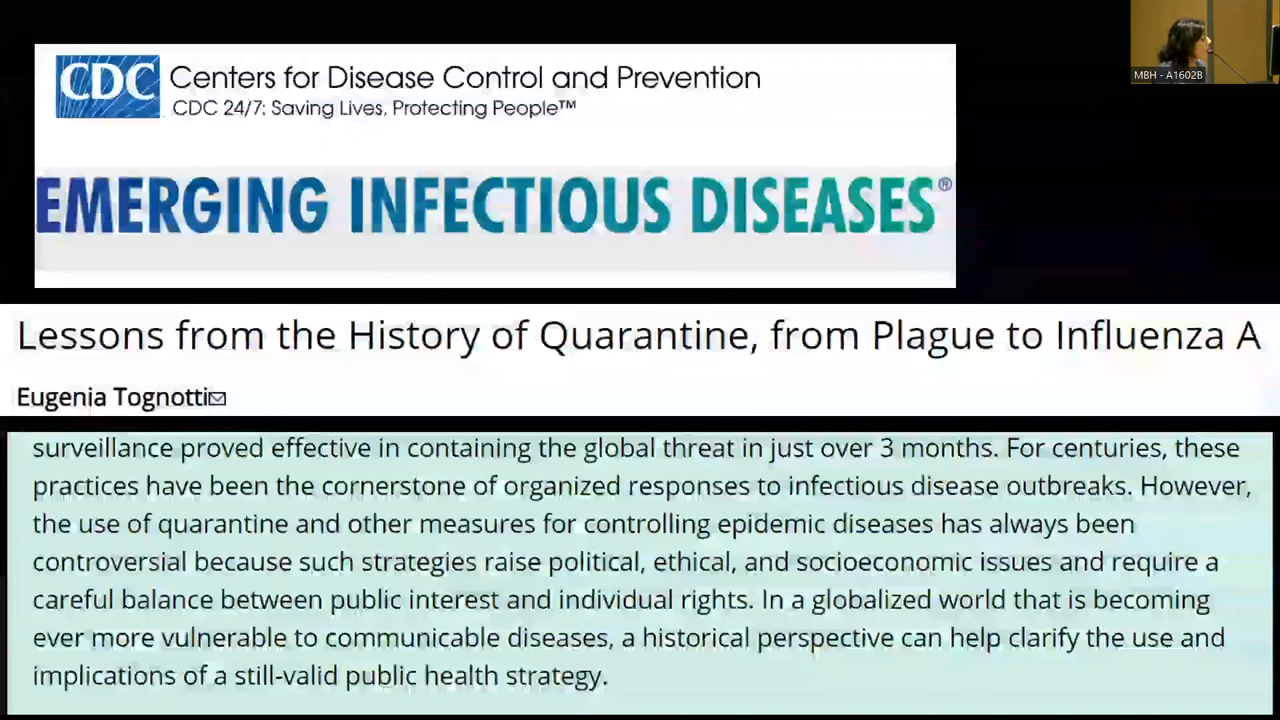 MBH - A1602B
CDC
Centers for Disease Control and Prevention
CDC 24/7: Saving Lives, Protecting People™
EMERGING INFECTIOUS DISEASES®
Lessons from the History of Quarantine, from Plague to Influenza A
Eugenia Tognotti
surveillance proved effective in containing the global threat in just over 3 months. For centuries, these
practices have been the cornerstone of organized responses to infectious disease outbreaks. However,
the use of quarantine and other measures for controlling epidemic diseases has always been
controversial because such strategies raise political, ethical, and socioeconomic issues and require a
careful balance between public interest and individual rights. In a globalized world that is becoming
ever more vulnerable to communicable diseases, a historical perspective can help clarify the use and
implications of a still-valid public health strategy.